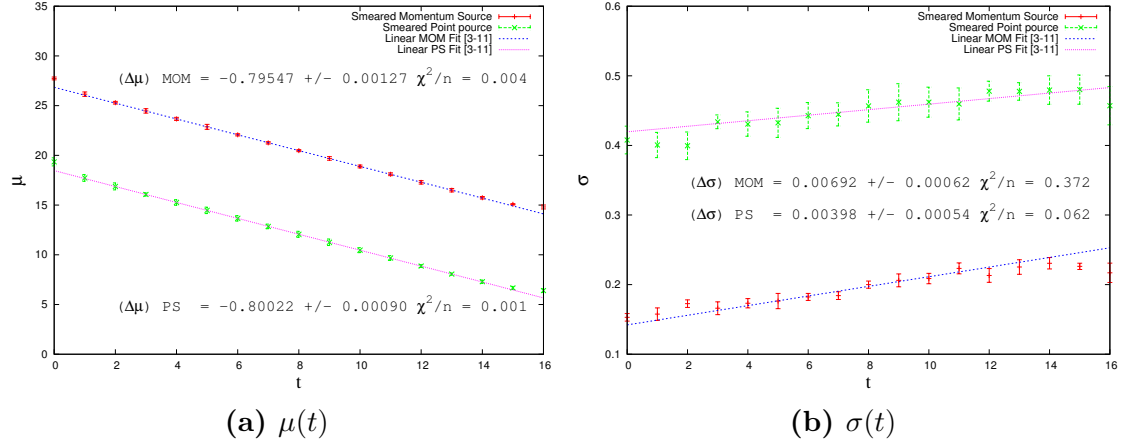 Smeared Momentum Source
Smeared Point pource
Linear MOM Fit [3-11]
Linear PS Fit [3-11]
(Δμ) MOM = -0.79547 +/- 0.00127 χ²/n = 0.004
(Δμ) PS = -0.80022 +/- 0.00090 χ²/n = 0.001
35
30
25
20
15
10
5
0
μ
0 2 4 6 8 10 12 14 16
t
(a) μ(t)
Smeared Momentum Source
Smeared Point pource
Linear MOM Fit [3-11]
Linear PS Fit [3-11]
(Δσ) MOM = 0.00692 +/- 0.00062 χ²/n = 0.372
(Δσ) PS = 0.00398 +/- 0.00054 χ²/n = 0.062
0.6
0.5
0.4
0.3
0.2
0.1
σ
0 2 4 6 8 10 12 14 16
t
(b) σ(t)